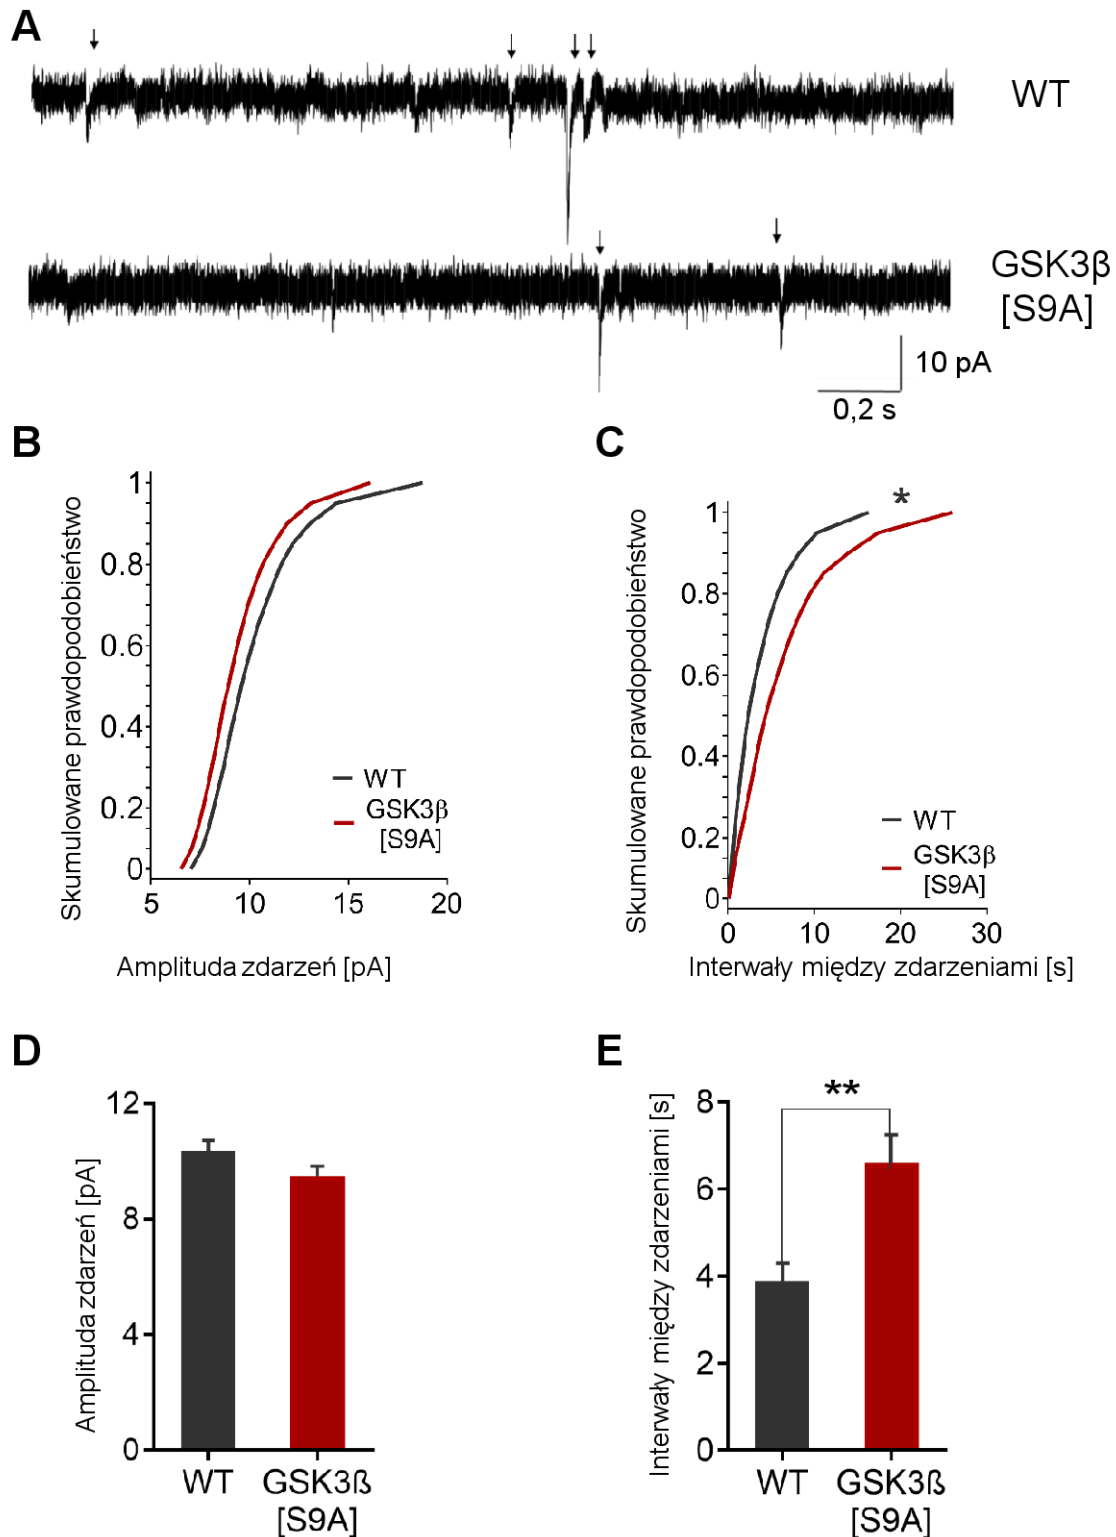 A
WT
GSK3β
[S9A]
10 pA
0,2 s
B
Skumulowane prawdpopodobieństwo
1
0.8
0.6
0.4
0.2
0
WT
GSK3β
[S9A]
5
10
15
20
Amplituda zdarzeń [pA]
C
Skumulowane prawdpopodobieństwo
*
1
0.8
0.6
0.4
0.2
0
WT
GSK3β
[S9A]
0
10
20
30
Interwały między zdarzeniami [s]
D
Amplituda zdarzeń [pA]
12
8
4
0
WT
GSK3ß
[S9A]
E
Interwały między zdarzeniami [s]
**
8
6
4
2
0
WT
GSK3ß
[S9A]